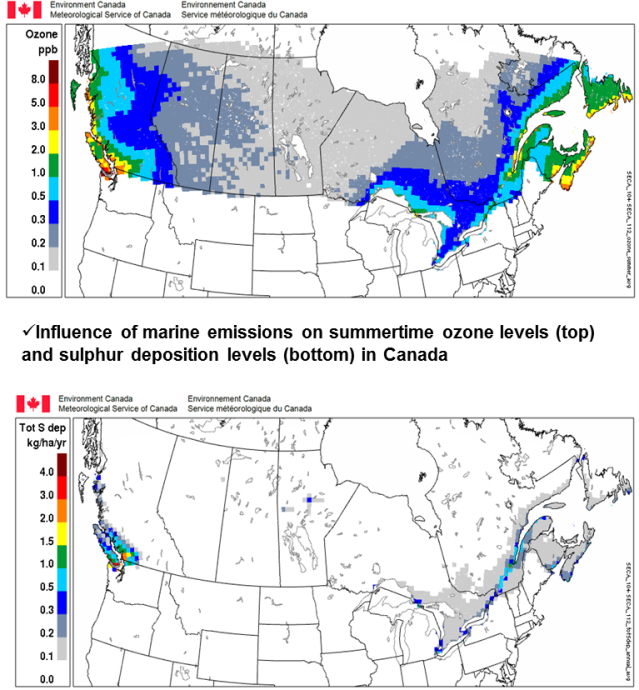 Environment Canada Environnement Canada
Meteorological Service of Canada Service météorologique du Canada
Ozone
ppb
8.0
5.0
3.0
2.0
1.0
0.5
0.3
0.2
0.1
0.0
✓Influence of marine emissions on summertime ozone levels (top)
and sulphur deposition levels (bottom) in Canada
Environment Canada Environnement Canada
Meteorological Service of Canada Service météorologique du Canada
Tot S dep
kg/ha/yr
4.0
3.0
2.0
1.5
1.0
0.5
0.3
0.2
0.1
0.0